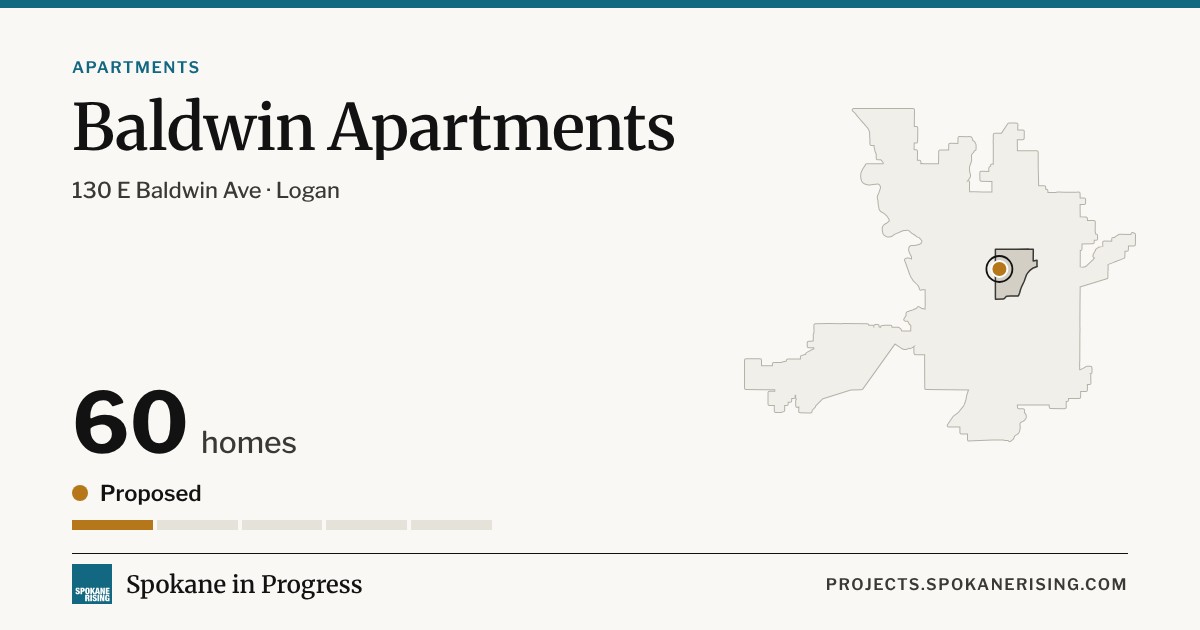 APARTMENTS
Baldwin Apartments
130 E Baldwin Ave · Logan
60 homes
Proposed
SPOKANE
RISING
Spokane in Progress
PROJECTS.SPOKANERISING.COM